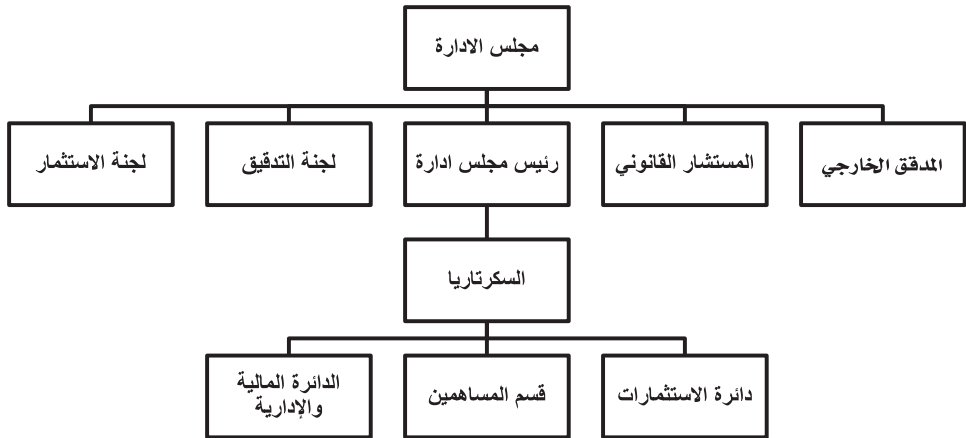 مجلس الادارة
المدقق الخارجي
المستشار القانوني
رئيس مجلس ادارة
لجنة التدقيق
لجنة الاستثمار
السكرتاريا
دائرة الاستثمارات
قسم المساهمين
الدائرة المالية
والإدارية